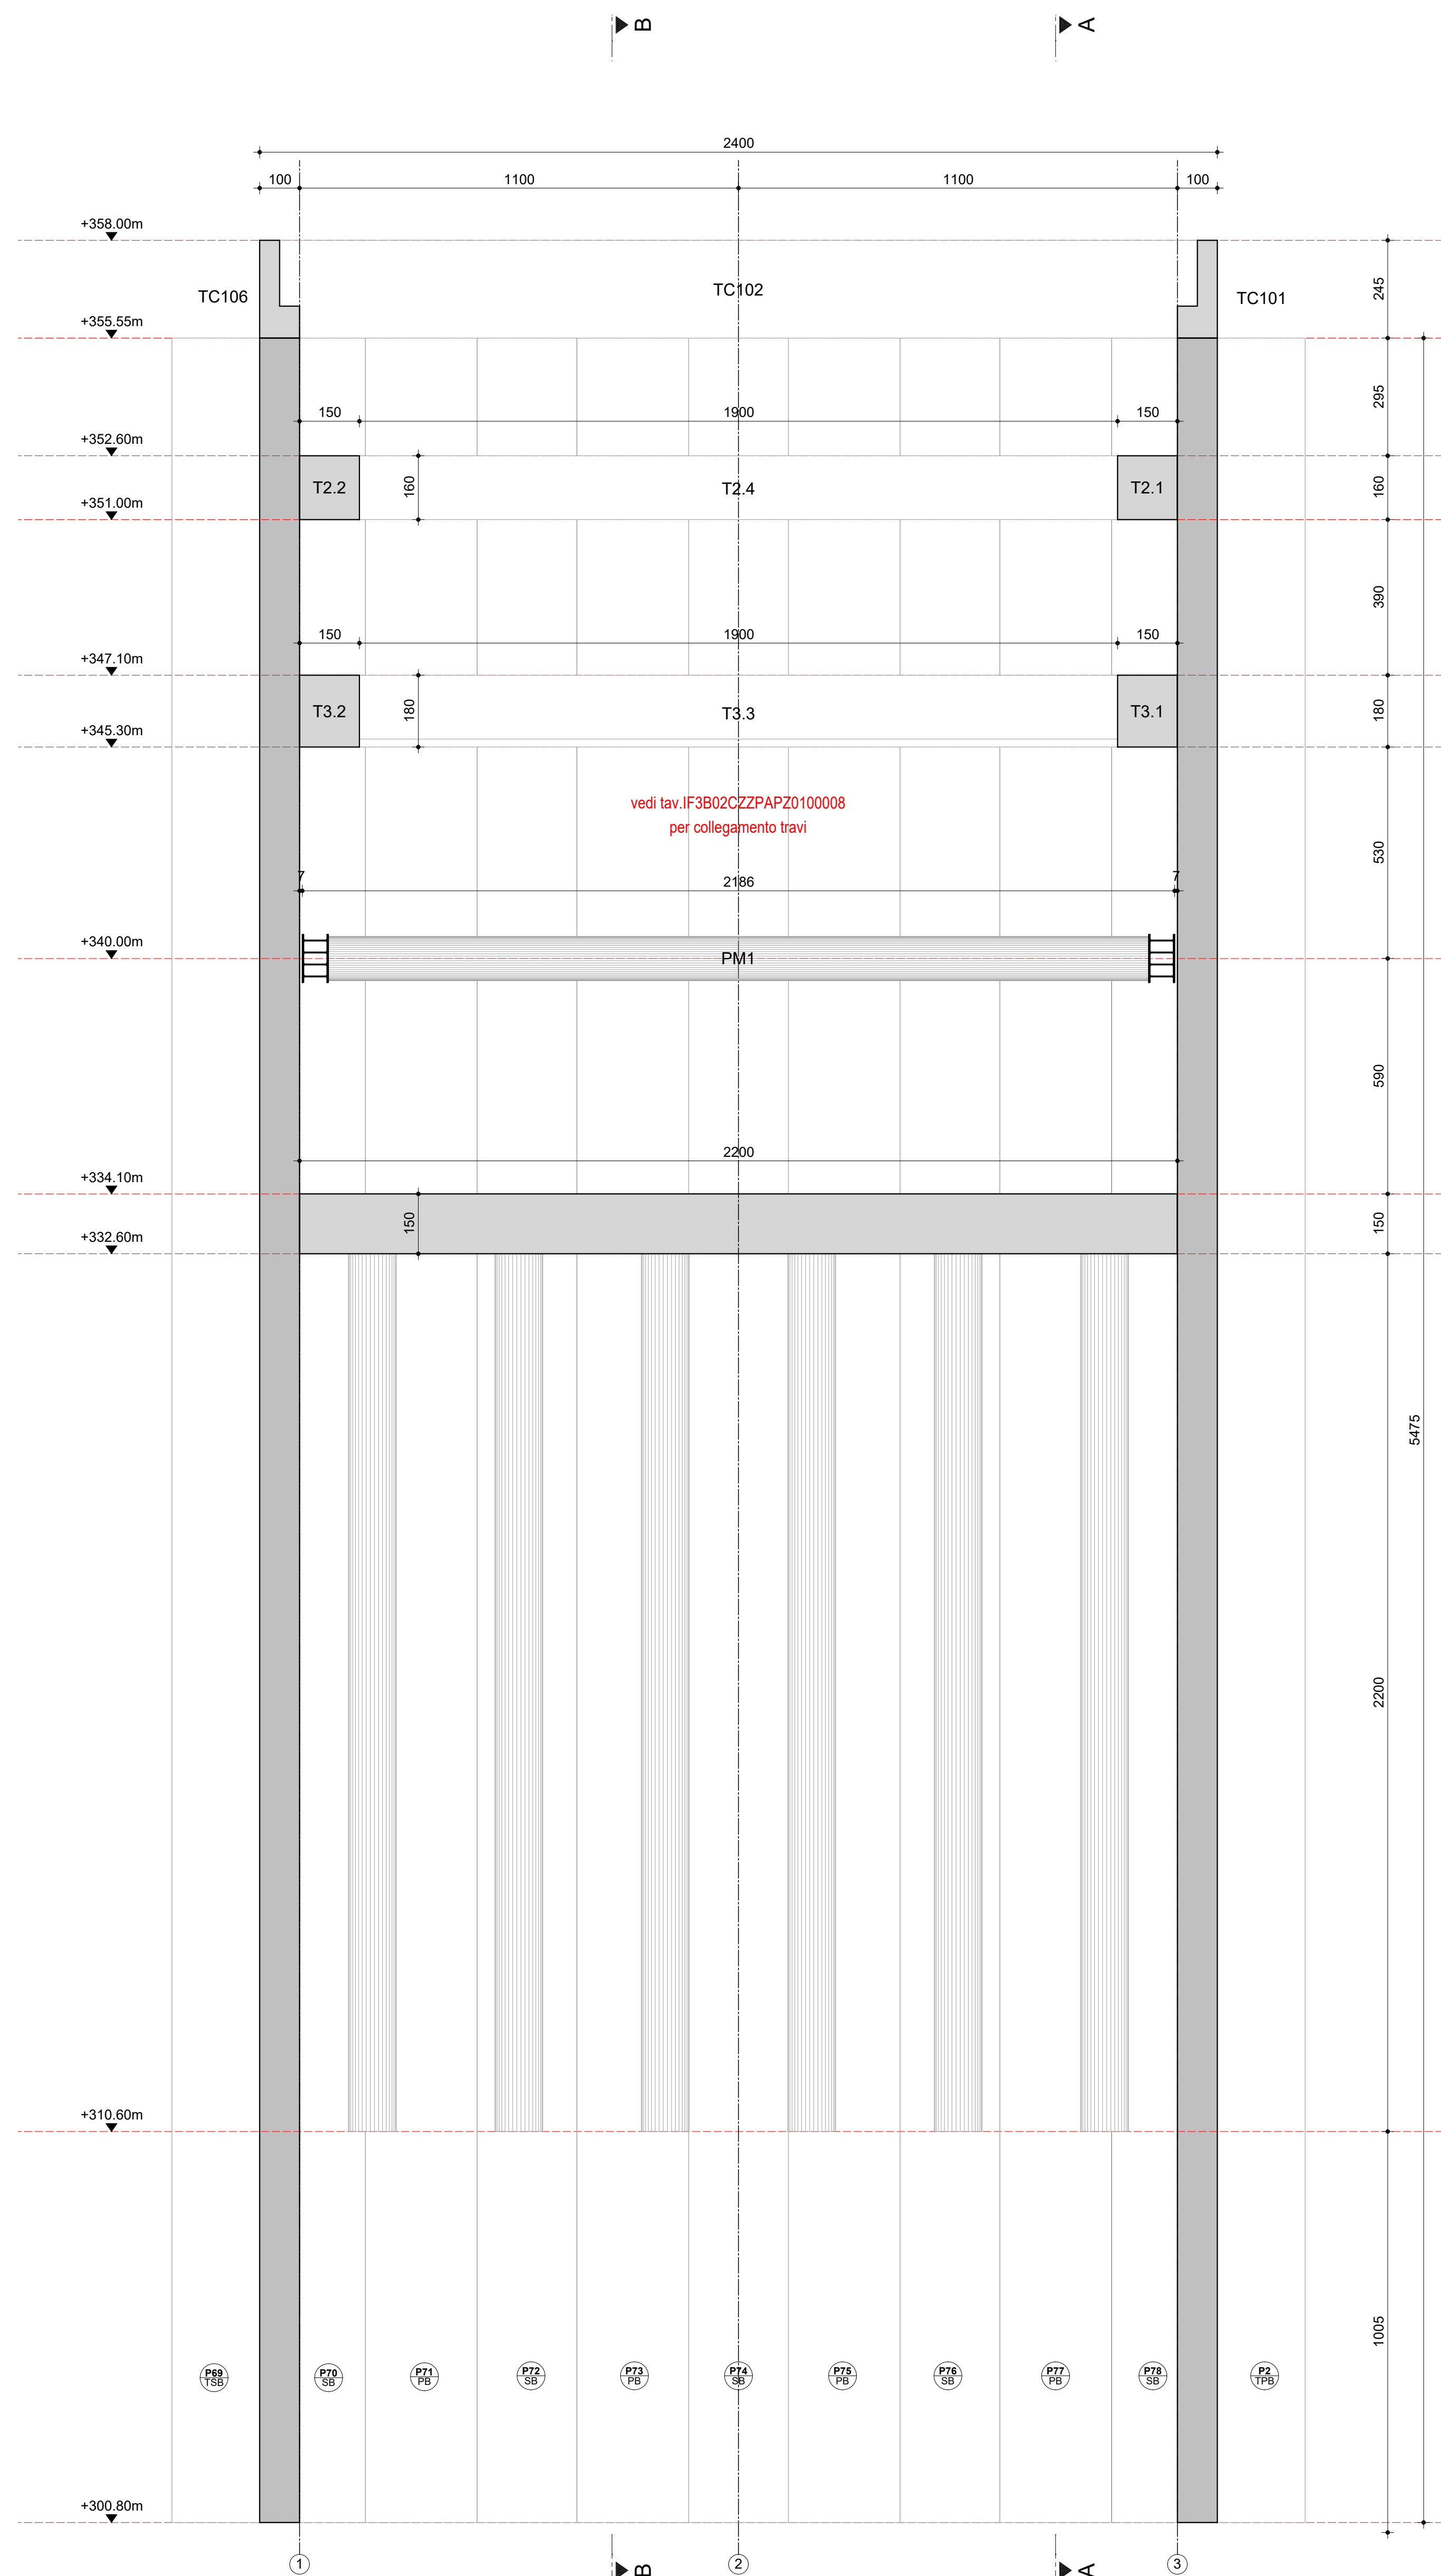 B A
2400
100 1100 1100 100
+358.00m
TC106 TC102 TC101 245
+355.55m
295
150 1900 150
+352.60m
T2.2 160 T2.4 T2.1 160
+351.00m
390
150 1900 150
+347.10m
T3.2 180 T3.3 T3.1 180
+345.30m
vedi tav.IF3B02CZZPAPZ0100008
per collegamento travi
530
7 2186 7
+340.00m
PM1
590
2200
+334.10m
150 150
+332.60m
5475
2200
+310.60m
1005
P69 P70 P71 P72 P73 P74 P75 P76 P77 P78 P2
TSB SB PB SB PB SB PB SB PB SB TPB
+300.80m
1 B 2 A 3